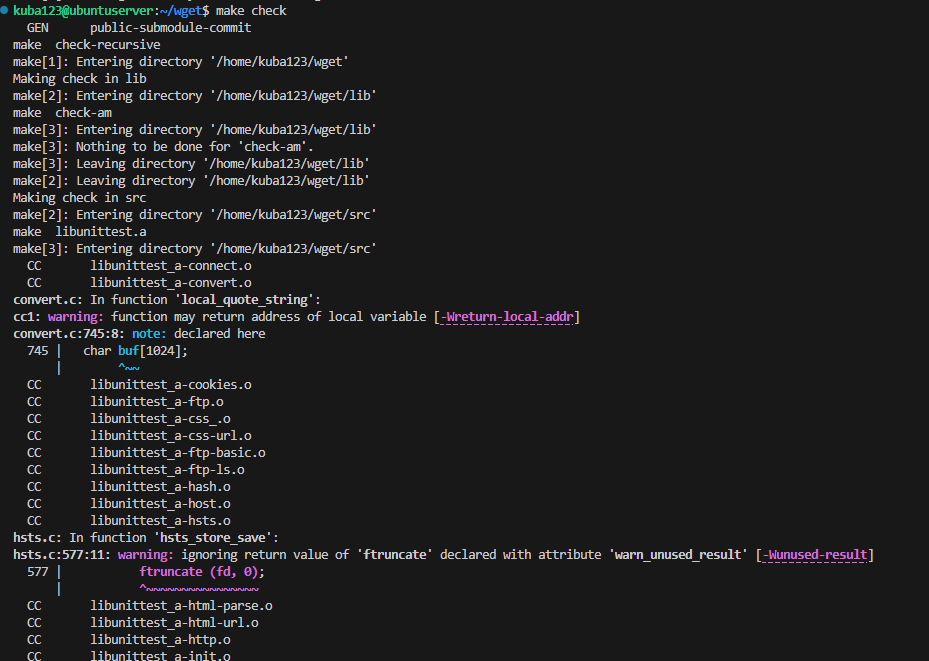 kuba123@ubuntuserver:~/wget$ make check
  GEN      public-submodule-commit
make  check-recursive
make[1]: Entering directory '/home/kuba123/wget'
Making check in lib
make[2]: Entering directory '/home/kuba123/wget/lib'
make  check-am
make[3]: Entering directory '/home/kuba123/wget/lib'
make[3]: Nothing to be done for 'check-am'.
make[3]: Leaving directory '/home/kuba123/wget/lib'
make[2]: Leaving directory '/home/kuba123/wget/lib'
Making check in src
make[2]: Entering directory '/home/kuba123/wget/src'
make  libunittest.a
make[3]: Entering directory '/home/kuba123/wget/src'
  CC       libunittest_a-connect.o
  CC       libunittest_a-convert.o
convert.c: In function 'local_quote_string':
cc1: warning: function may return address of local variable [-Wreturn-local-addr]
convert.c:745:8: note: declared here
  745 |   char buf[1024];
      |        ^~~
  CC       libunittest_a-cookies.o
  CC       libunittest_a-ftp.o
  CC       libunittest_a-css_.o
  CC       libunittest_a-css-url.o
  CC       libunittest_a-ftp-basic.o
  CC       libunittest_a-ftp-ls.o
  CC       libunittest_a-hash.o
  CC       libunittest_a-host.o
  CC       libunittest_a-hsts.o
hsts.c: In function 'hsts_store_save':
hsts.c:577:11: warning: ignoring return value of 'ftruncate' declared with attribute 'warn_unused_result' [-Wunused-result]
  577 |           ftruncate (fd, 0);
      |           ^~~~~~~~~~~~~~~~~
  CC       libunittest_a-html-parse.o
  CC       libunittest_a-html-url.o
  CC       libunittest_a-http.o
  CC       libunittest_a-init.o